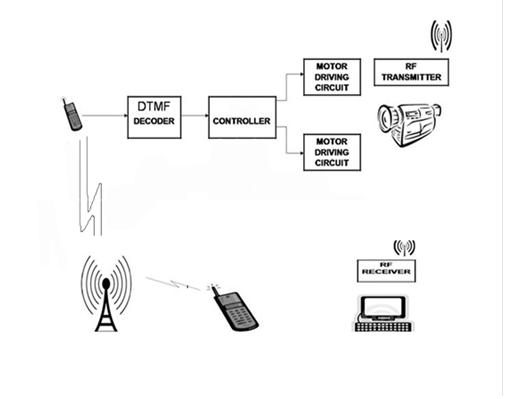 MOTOR
DRIVING
CIRCUIT
RF
TRANSMITTER
DTMF
DECODER
CONTROLLER
MOTOR
DRIVING
CIRCUIT
RF
RECEIVER